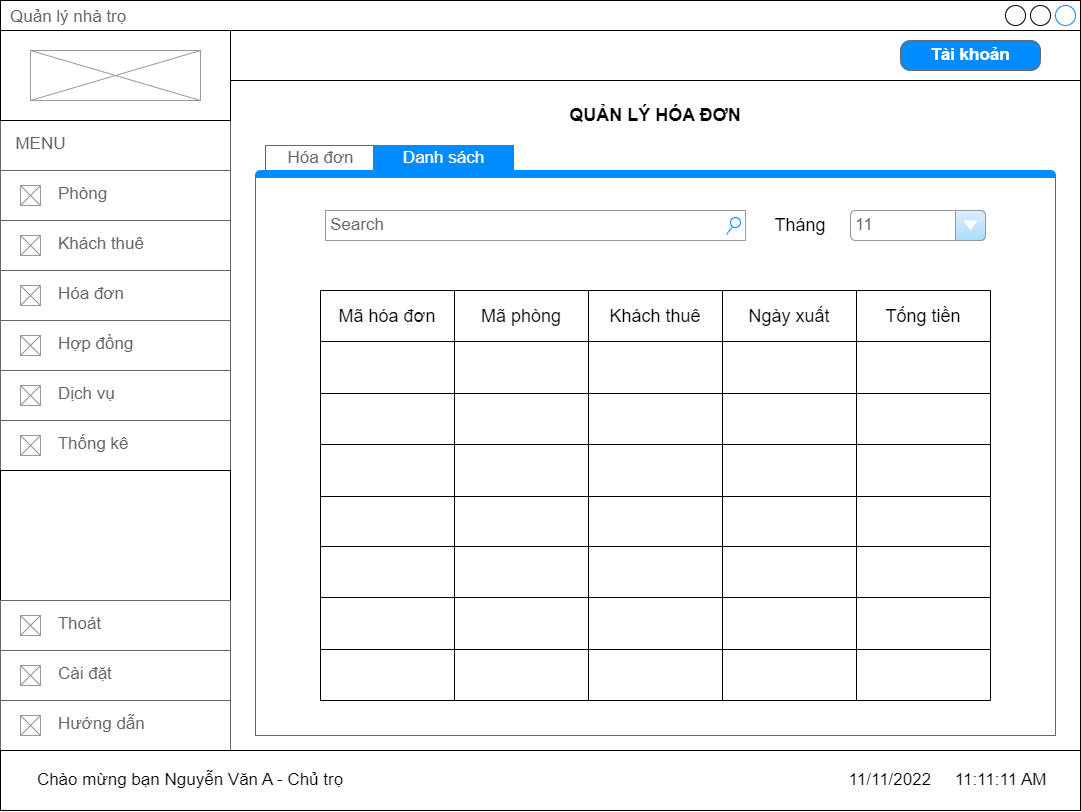 Quản lý nhà trọ
Tài khoản
MENU
Phòng
Khách thuê
Hóa đơn
Hợp đồng
Dịch vụ
Thống kê
Thoát
Cài đặt
Hướng dẫn
QUẢN LÝ HÓA ĐƠN
Hóa đơn Danh sách
Search Tháng 11
Mã hóa đơn Mã phòng Khách thuê Ngày xuất Tổng tiền
Chào mừng bạn Nguyễn Văn A - Chủ trọ 11/11/2022 11:11:11 AM